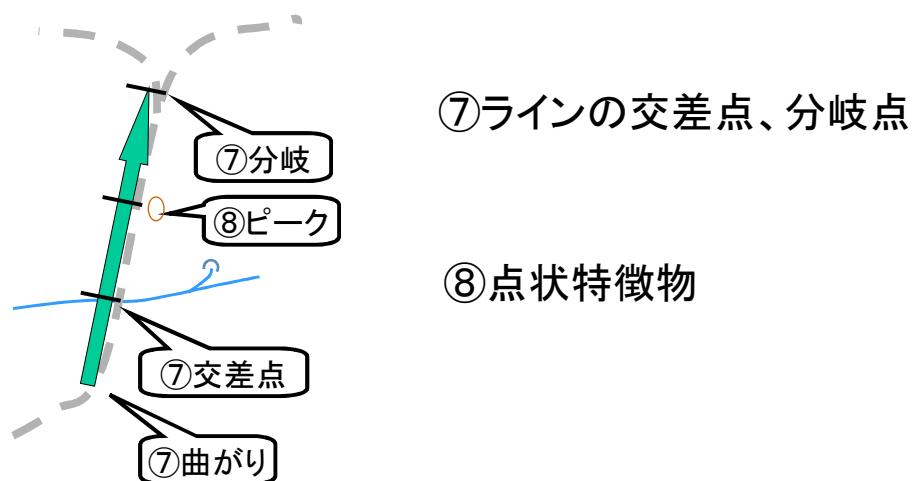 ⑦ラインの交差点、分岐点
⑦分岐
⑧ピーク
⑧点状特徴物
⑦交差点
⑦曲がり